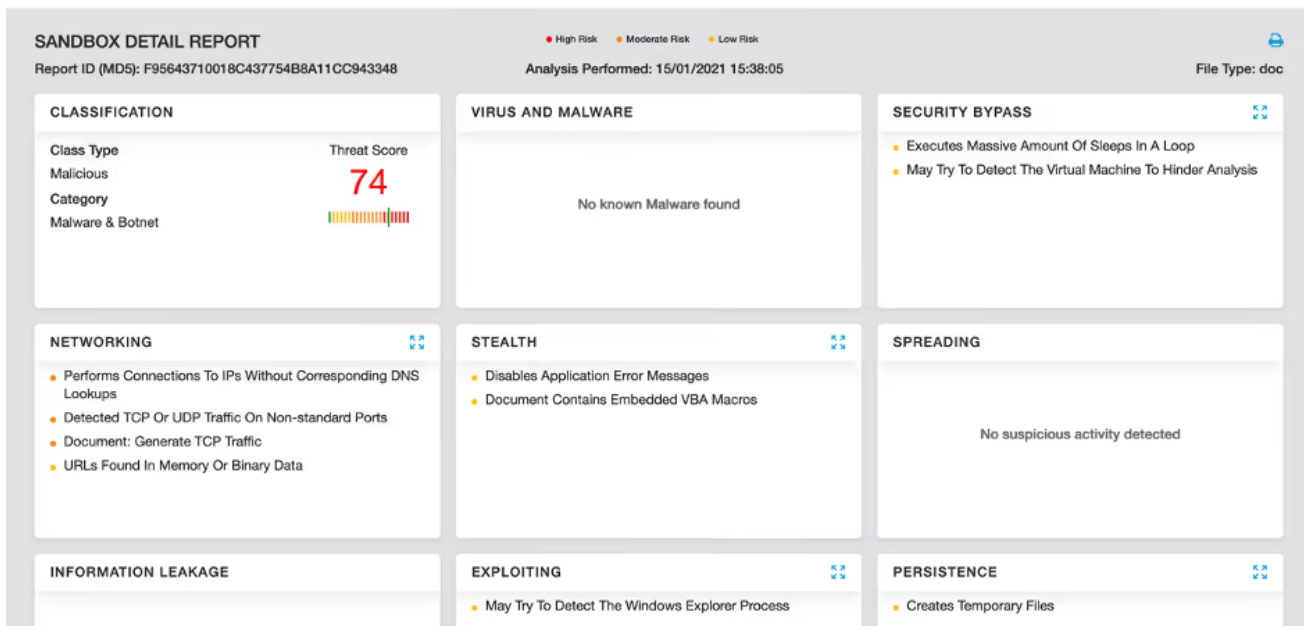 SANDBOX DETAIL REPORT
High Risk Moderate Risk Low Risk
Report ID (MD5): F95643710018C437754B8A11CC943348
Analysis Performed: 15/01/2021 15:38:05
File Type: doc
CLASSIFICATION
Class Type
Threat Score
Malicious
74
Category
Malware & Botnet
VIRUS AND MALWARE
No known Malware found
SECURITY BYPASS
Executes Massive Amount Of Sleeps In A Loop
May Try To Detect The Virtual Machine To Hinder Analysis
NETWORKING
Performs Connections To IPs Without Corresponding DNS
Lookups
Detected TCP Or UDP Traffic On Non-standard Ports
Document: Generate TCP Traffic
URLs Found In Memory Or Binary Data
STEALTH
Disables Application Error Messages
Document Contains Embedded VBA Macros
SPREADING
No suspicious activity detected
INFORMATION LEAKAGE
EXPLOITING
May Try To Detect The Windows Explorer Process
PERSISTENCE
Creates Temporary Files